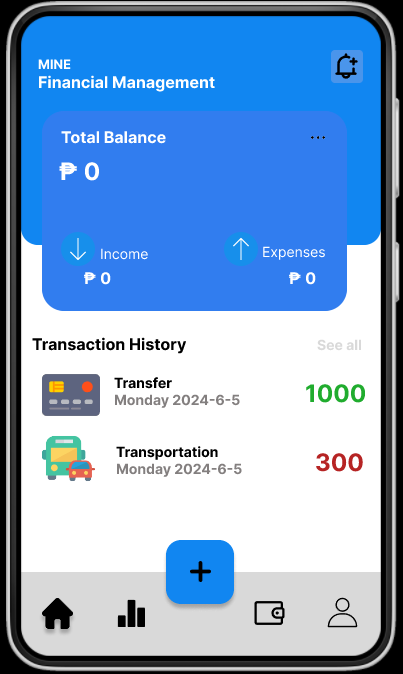 MINE
Financial Management
Total Balance
...
₱ 0
Income
Expenses
₱ 0
₱ 0
Transaction History
See all
Transfer
Monday 2024-6-5
1000
Transportation
Monday 2024-6-5
300
+